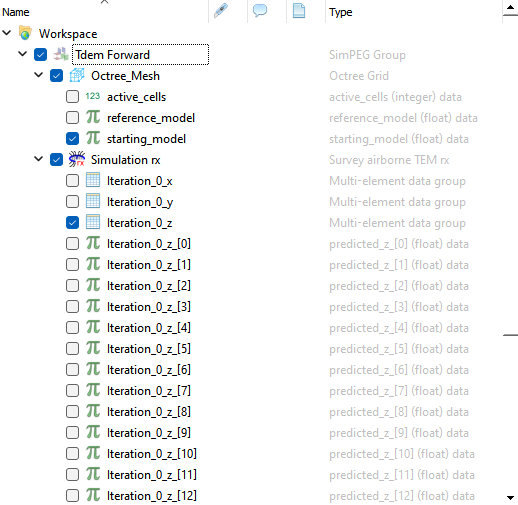 Name Type
Workspace
Tdem Forward SimPEG Group
Octree_Mesh Octree Grid
123 active_cells active_cells (integer) data
π reference_model reference_model (float) data
π starting_model starting_model (float) data
rx Simulation rx Survey airborne TEM rx
Iteration_0_x Multi-element data group
Iteration_0_y Multi-element data group
Iteration_0_z Multi-element data group
π Iteration_0_z_[0] predicted_z_[0] (float) data
π Iteration_0_z_[1] predicted_z_[1] (float) data
π Iteration_0_z_[2] predicted_z_[2] (float) data
π Iteration_0_z_[3] predicted_z_[3] (float) data
π Iteration_0_z_[4] predicted_z_[4] (float) data
π Iteration_0_z_[5] predicted_z_[5] (float) data
π Iteration_0_z_[6] predicted_z_[6] (float) data
π Iteration_0_z_[7] predicted_z_[7] (float) data
π Iteration_0_z_[8] predicted_z_[8] (float) data
π Iteration_0_z_[9] predicted_z_[9] (float) data
π Iteration_0_z_[10] predicted_z_[10] (float) data
π Iteration_0_z_[11] predicted_z_[11] (float) data
π Iteration_0_z_[12] predicted_z_[12] (float) data